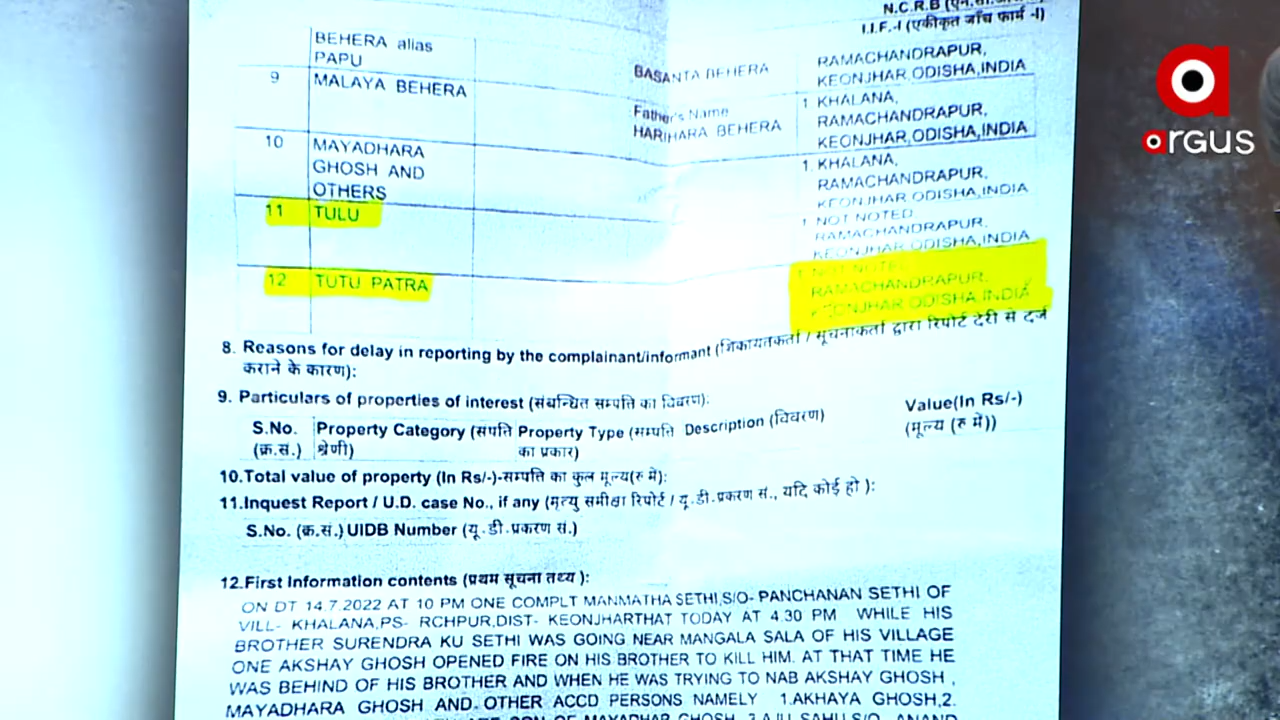 N.C.R.B
I.I.F.-I (एकीकृत जाँच फार्म -I)
BEHERA alias
PAPU
BASANTA BEHERA
RAMACHANDRAPUR,
KEONJHAR,ODISHA,INDIA
9 MALAYA BEHERA
Father's Name
HARIHARA BEHERA
1. KHALANA,
RAMACHANDRAPUR,
KEONJHAR,ODISHA,INDIA
10 MAYADHARA
GHOSH AND
OTHERS
1. KHALANA,
RAMACHANDRAPUR,
KEONJHAR,ODISHA,INDIA
11 TULU
1 NOT NOTED
RAMACHANDRAPUR,
KEONJHAR ODISHA,INDIA
12 TUTU PATRA
RAMACHANDRAPUR.
KEONJHAR ODISHA INDIA
8. Reasons for delay in reporting by the complainant/informant (शिकायतकर्ता / सूचनाकर्ता द्वारा रिपोर्ट देरी से दर्ज
कराने के कारण):
9. Particulars of properties of interest (संबन्धित सम्पत्ति का विवरण):
S.No. Property Category (संपत्ति Property Type (सम्पत्ति Description (विवरण) Value(In Rs/-)
(क्र.सं.) श्रेणी) का प्रकार) (मूल्य (रु में))
10.Total value of property (In Rs/-)-सम्पत्ति का कुल मूल्य(रु में):
11.Inquest Report / U.D. case No., if any (मृत्यु समीक्षा रिपोर्ट / यू.डी.प्रकरण सं., यदि कोई हो ):
S.No. (क्र.सं.) UIDB Number (यू.डी.प्रकरण सं.)
12.First Information contents (प्रथम सूचना तथ्य ):
ON DT 14.7.2022 AT 10 PM ONE COMPLT MANMATHA SETHI,S/O- PANCHANAN SETHI OF
VILL- KHALANA,PS- RCHPUR,DIST- KEONJHARTHAT TODAY AT 4.30 PM WHILE HIS
BROTHER SURENDRA KU SETHI WAS GOING NEAR MANGALA SALA OF HIS VILLAGE
ONE AKSHAY GHOSH OPENED FIRE ON HIS BROTHER TO KILL HIM. AT THAT TIME HE
WAS BEHIND OF HIS BROTHER AND WHEN HE WAS TRYING TO NAB AKSHAY GHOSH ,
MAYADHARA GHOSH AND OTHER ACCD PERSONS NAMELY 1.AKHAYA GHOSH,2.
argus